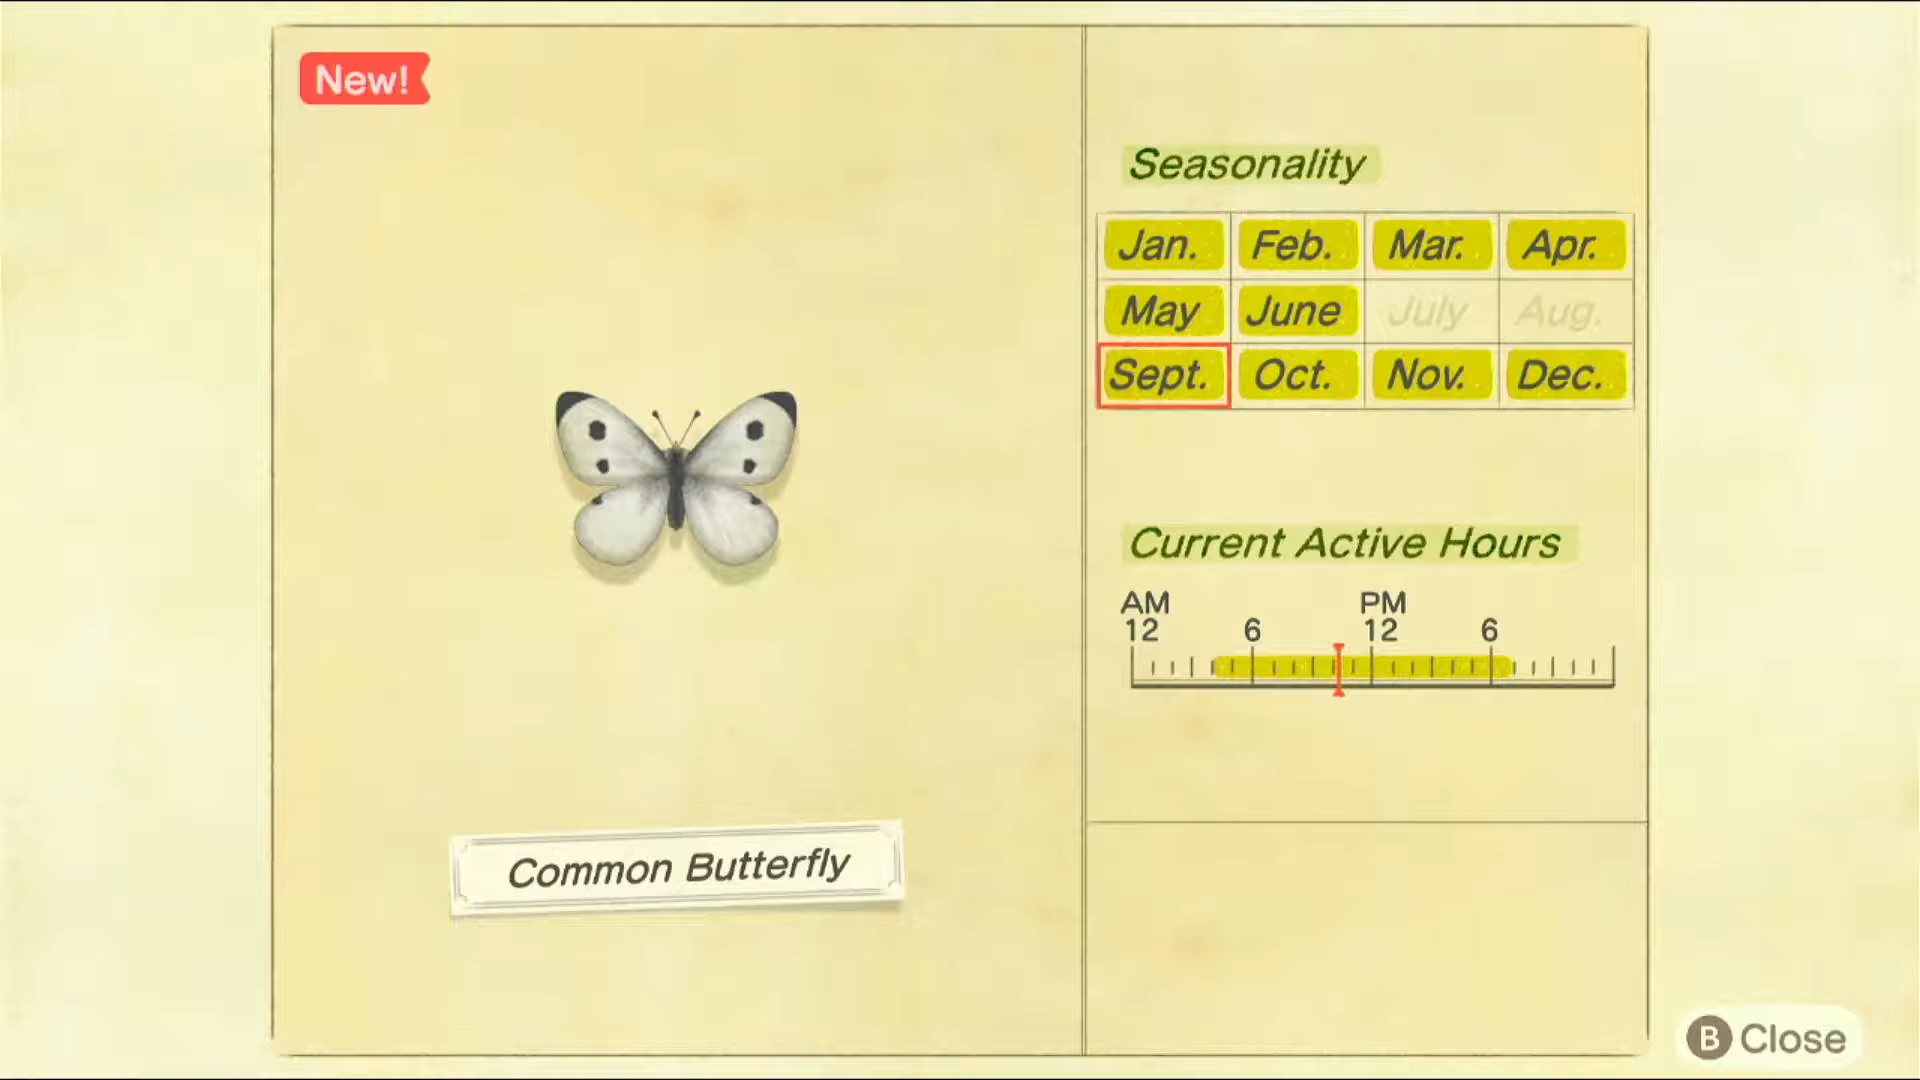 New!
Seasonality
Jan. Feb. Mar. Apr.
May June July Aug.
Sept. Oct. Nov. Dec.
Current Active Hours
AM PM
12 6 12 6
Common Butterfly
B Close